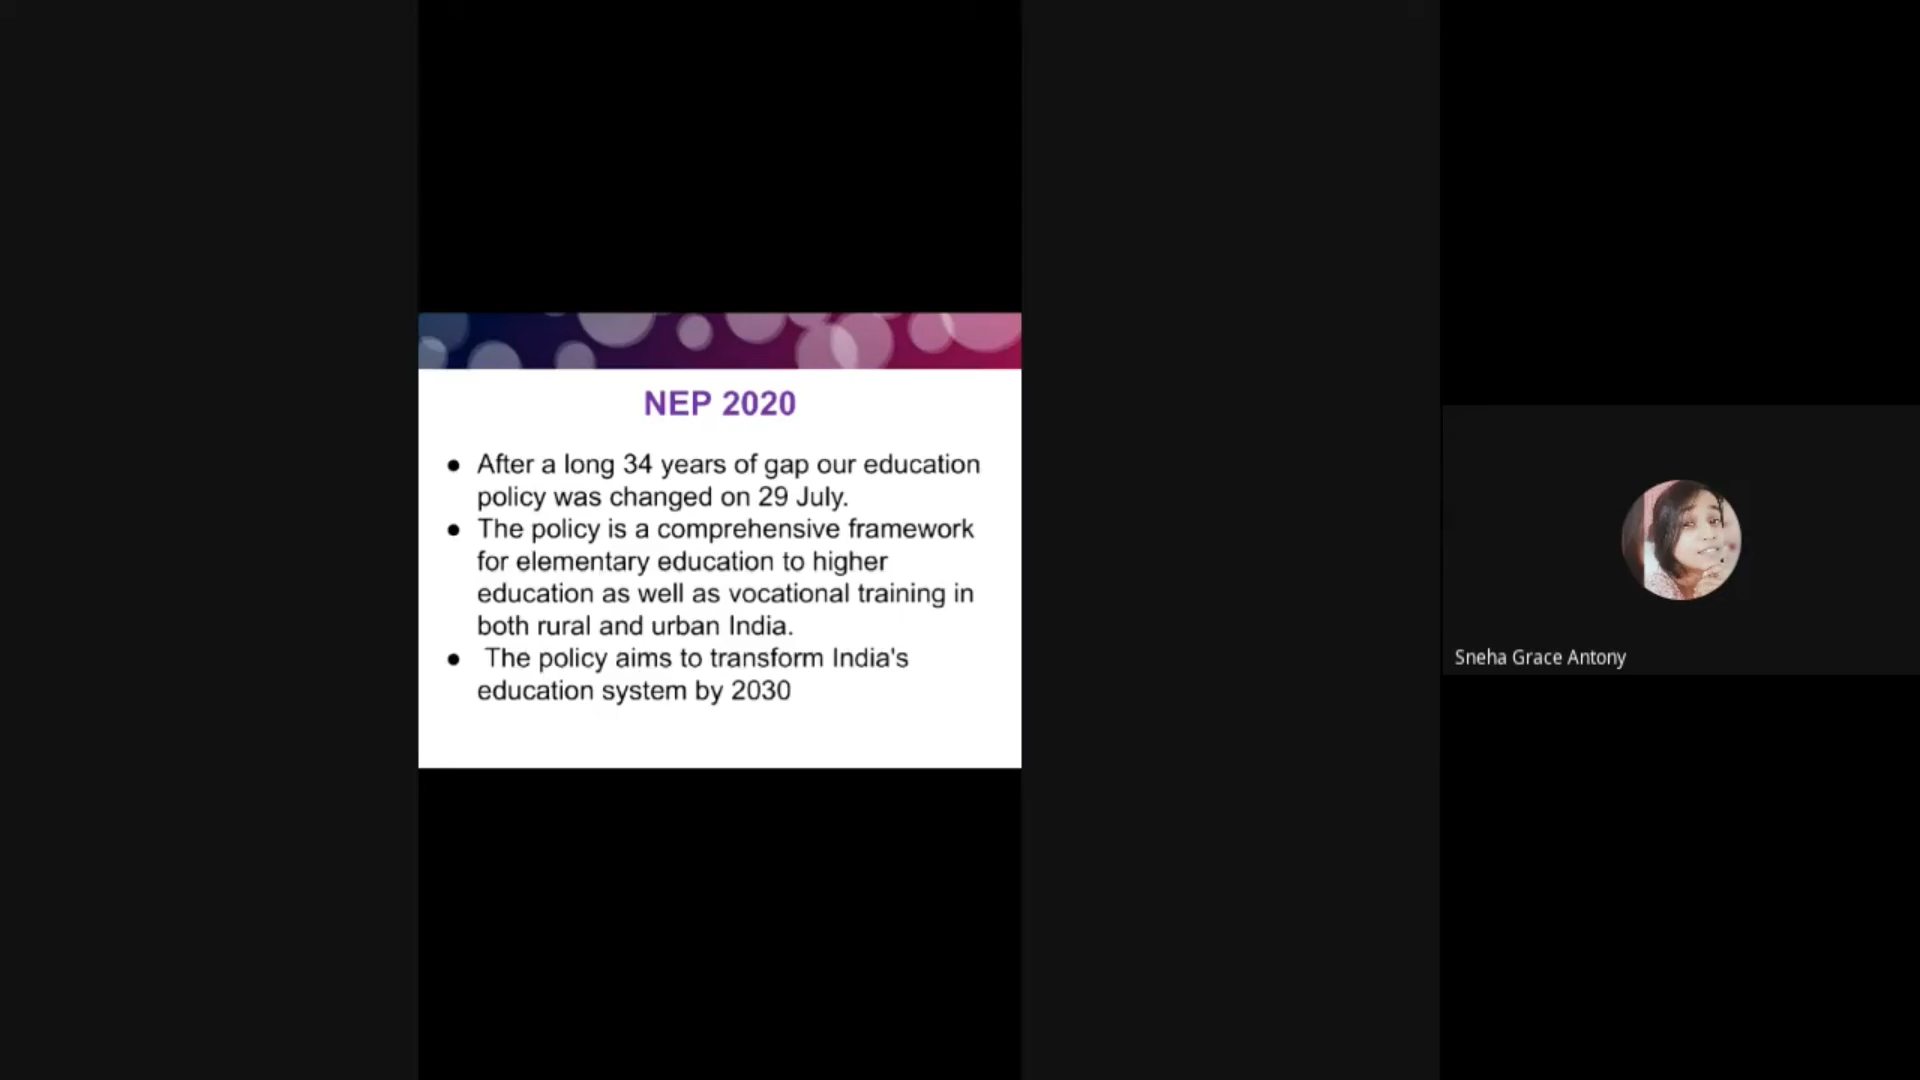 NEP 2020
● After a long 34 years of gap our education
policy was changed on 29 July.
● The policy is a comprehensive framework
for elementary education to higher
education as well as vocational training in
both rural and urban India.
● The policy aims to transform India's
education system by 2030
Sneha Grace Antony